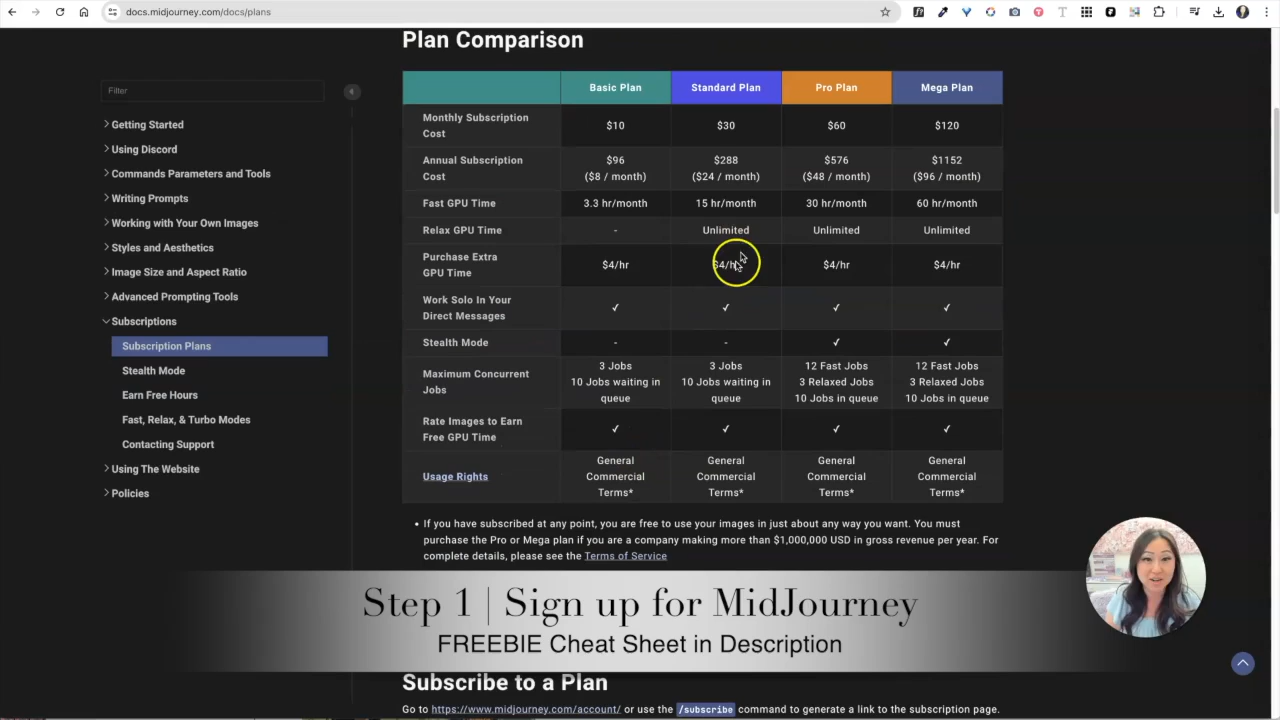 docs.midjourney.com/docs/plans
Plan Comparison
Filter
Getting Started
Using Discord
Commands Parameters and Tools
Writing Prompts
Working with Your Own Images
Styles and Aesthetics
Image Size and Aspect Ratio
Advanced Prompting Tools
Subscriptions
Subscription Plans
Stealth Mode
Earn Free Hours
Fast, Relax, & Turbo Modes
Contacting Support
Using The Website
Policies
Basic Plan Standard Plan Pro Plan Mega Plan
Monthly Subscription Cost $10 $30 $60 $120
Annual Subscription Cost $96 ($8 / month) $288 ($24 / month) $576 ($48 / month) $1152 ($96 / month)
Fast GPU Time 3.3 hr/month 15 hr/month 30 hr/month 60 hr/month
Relax GPU Time - Unlimited Unlimited Unlimited
Purchase Extra GPU Time $4/hr $4/hr $4/hr $4/hr
Work Solo In Your Direct Messages ✓ ✓ ✓ ✓
Stealth Mode - - ✓ ✓
Maximum Concurrent Jobs 3 Jobs 10 Jobs waiting in queue 3 Jobs 10 Jobs waiting in queue 12 Fast Jobs 3 Relaxed Jobs 10 Jobs in queue 12 Fast Jobs 3 Relaxed Jobs 10 Jobs in queue
Rate Images to Earn Free GPU Time ✓ ✓ ✓ ✓
Usage Rights General Commercial Terms* General Commercial Terms* General Commercial Terms* General Commercial Terms*
• If you have subscribed at any point, you are free to use your images in just about any way you want. You must
purchase the Pro or Mega plan if you are a company making more than $1,000,000 USD in gross revenue per year. For
complete details, please see the Terms of Service
Step 1 | Sign up for MidJourney
FREEBIE Cheat Sheet in Description
Subscribe to a Plan
Go to https://www.midjourney.com/account/ or use the /subscribe command to generate a link to the subscription page.